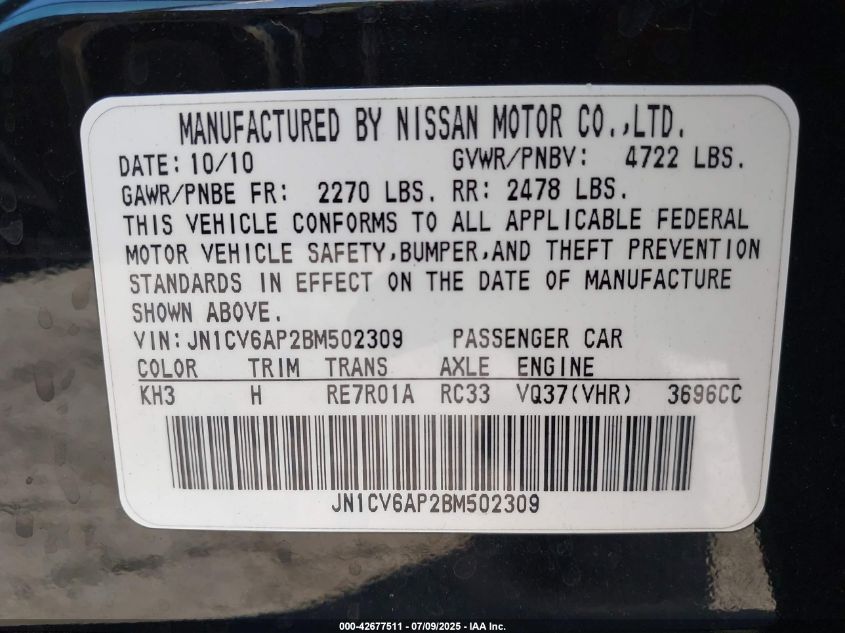 MANUFACTURED BY NISSAN MOTOR CO.,LTD.
DATE: 10/10 GVWR/PNBV: 4722 LBS.
GAWR/PNBE FR: 2270 LBS. RR: 2478 LBS.
THIS VEHICLE CONFORMS TO ALL APPLICABLE FEDERAL
MOTOR VEHICLE SAFETY,BUMPER,AND THEFT PREVENTION
STANDARDS IN EFFECT ON THE DATE OF MANUFACTURE
SHOWN ABOVE.
VIN:JN1CV6AP2BM502309 PASSENGER CAR
COLOR TRIM TRANS AXLE ENGINE
KH3 H RE7R01A RC33 VQ37(VHR) 3696CC
JN1CV6AP2BM502309
000-42677511 - 07/09/2025 - IAA Inc.